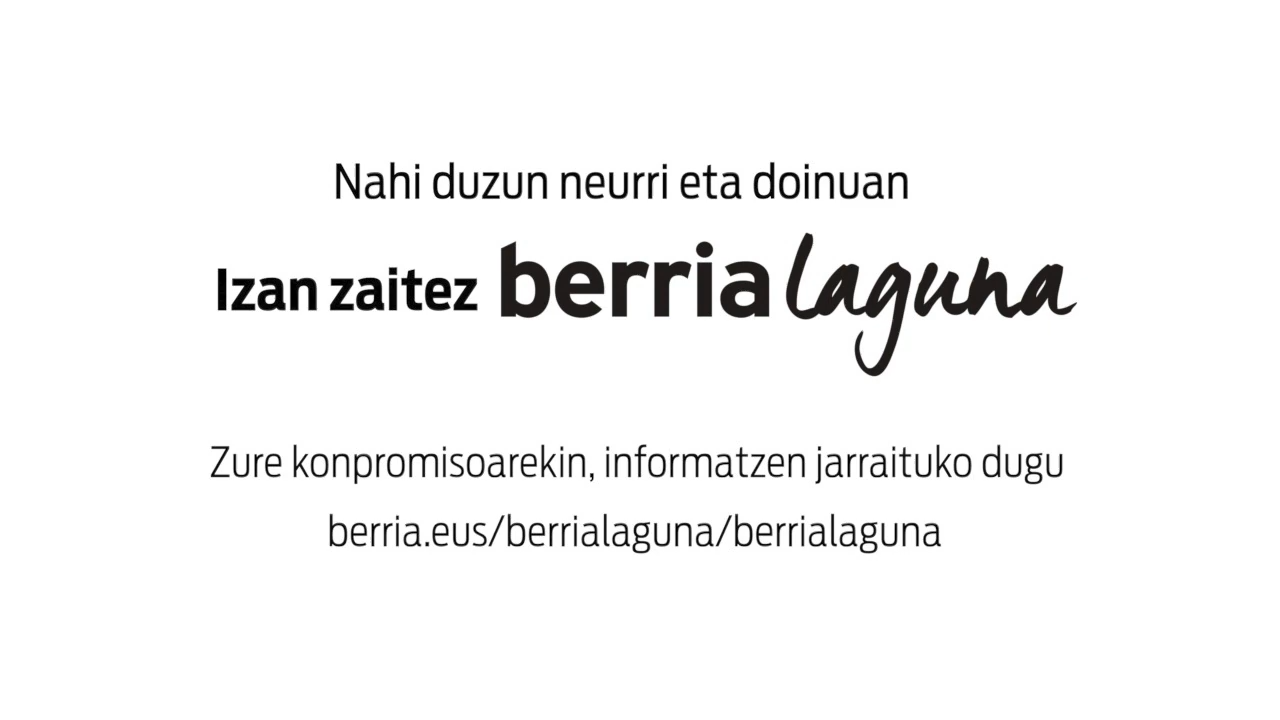 Nahi duzun neurri eta doinuan
Izan zaitez berria laguna
Zure konpromisoarekin, informatzen jarraituko dugu
berria.eus/berrialaguna/berrialaguna